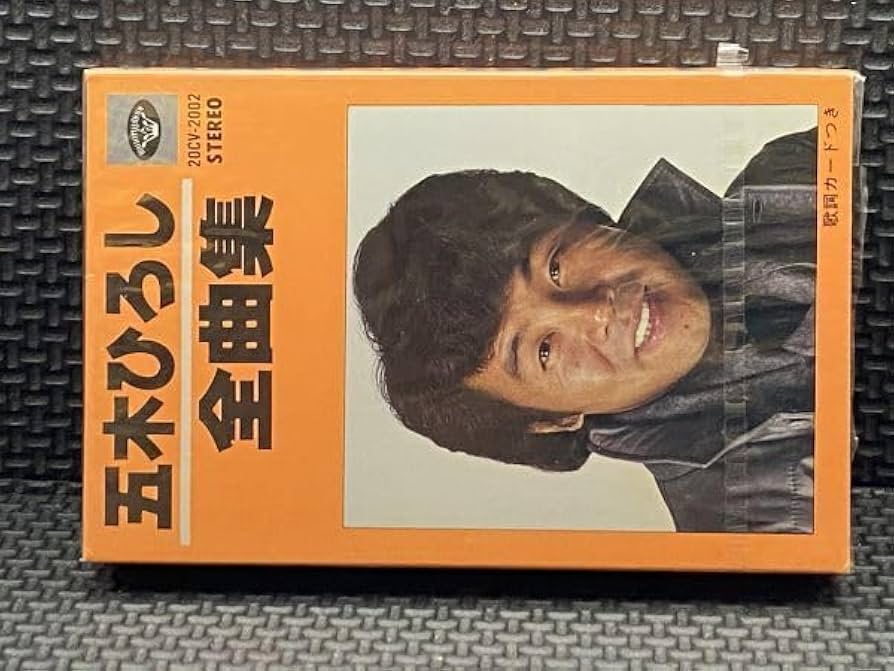 20CV-2002
STEREO
五木ひろし
全曲集
歌詞カードつき